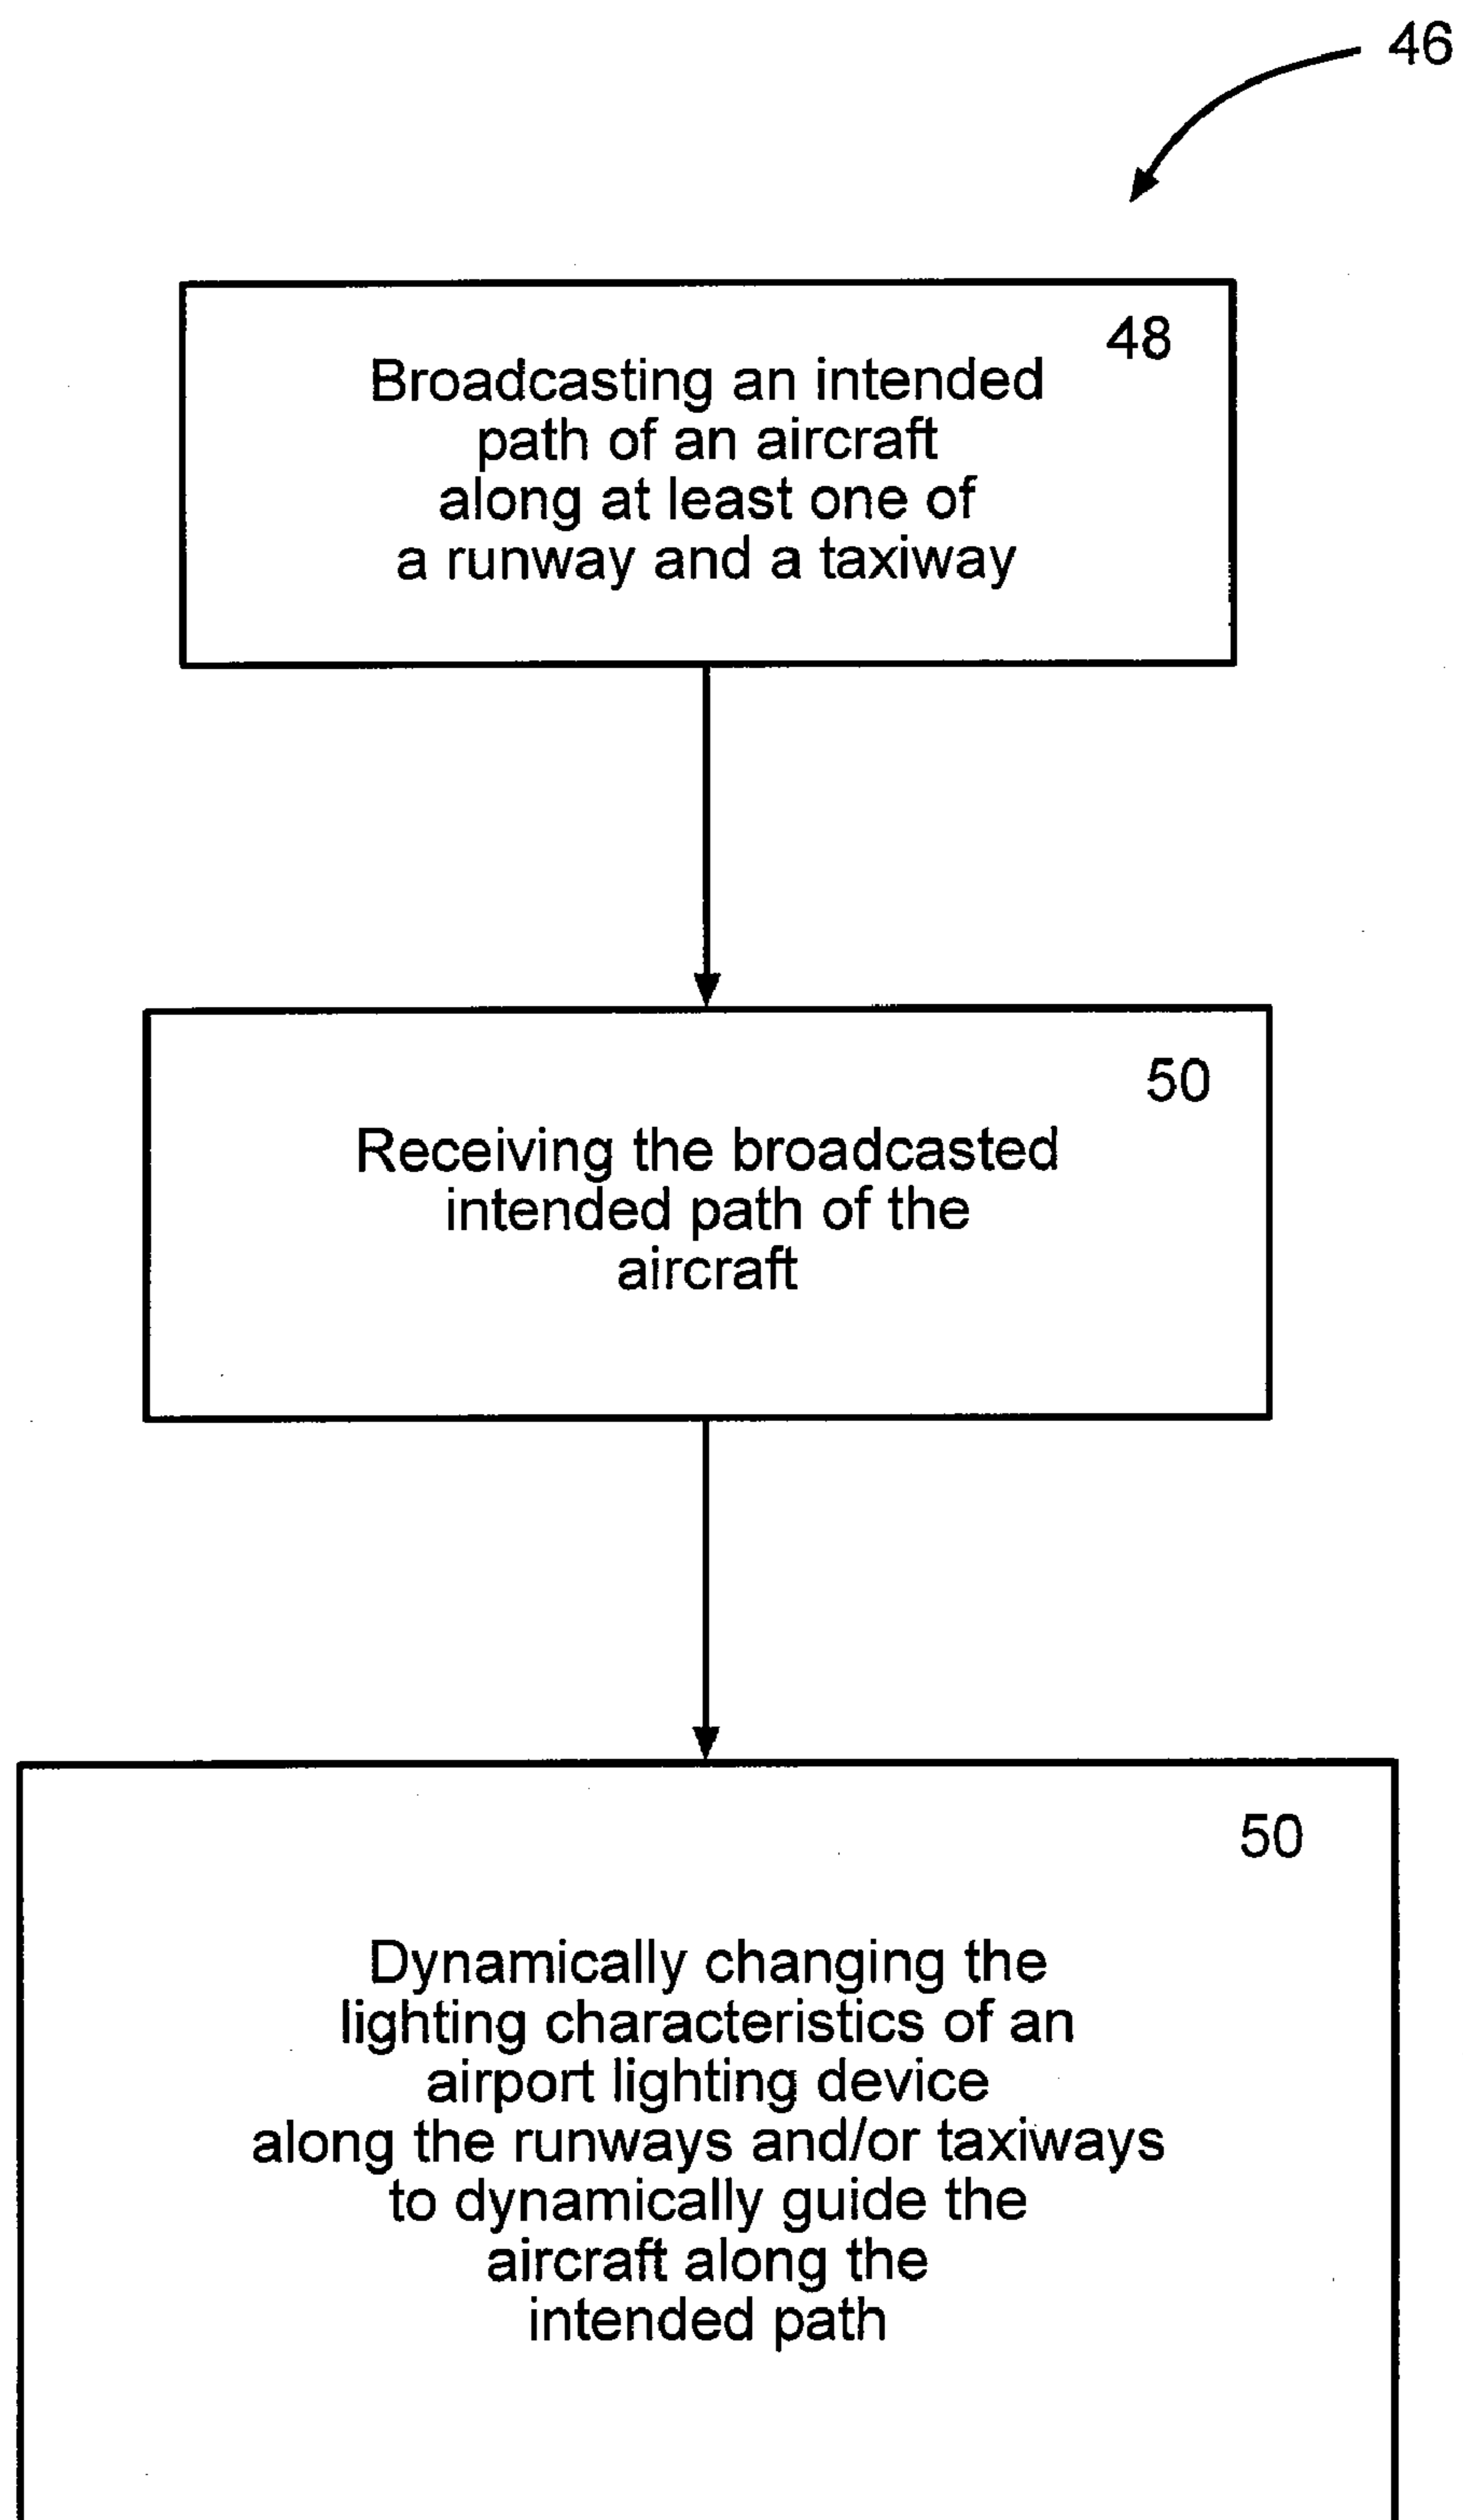 46
48
Broadcasting an intended
path of an aircraft
along at least one of
a runway and a taxiway
50
Receiving the broadcasted
intended path of the
aircraft
50
Dynamically changing the
lighting characteristics of an
airport lighting device
along the runways and/or taxiways
to dynamically guide the
aircraft along the
intended path